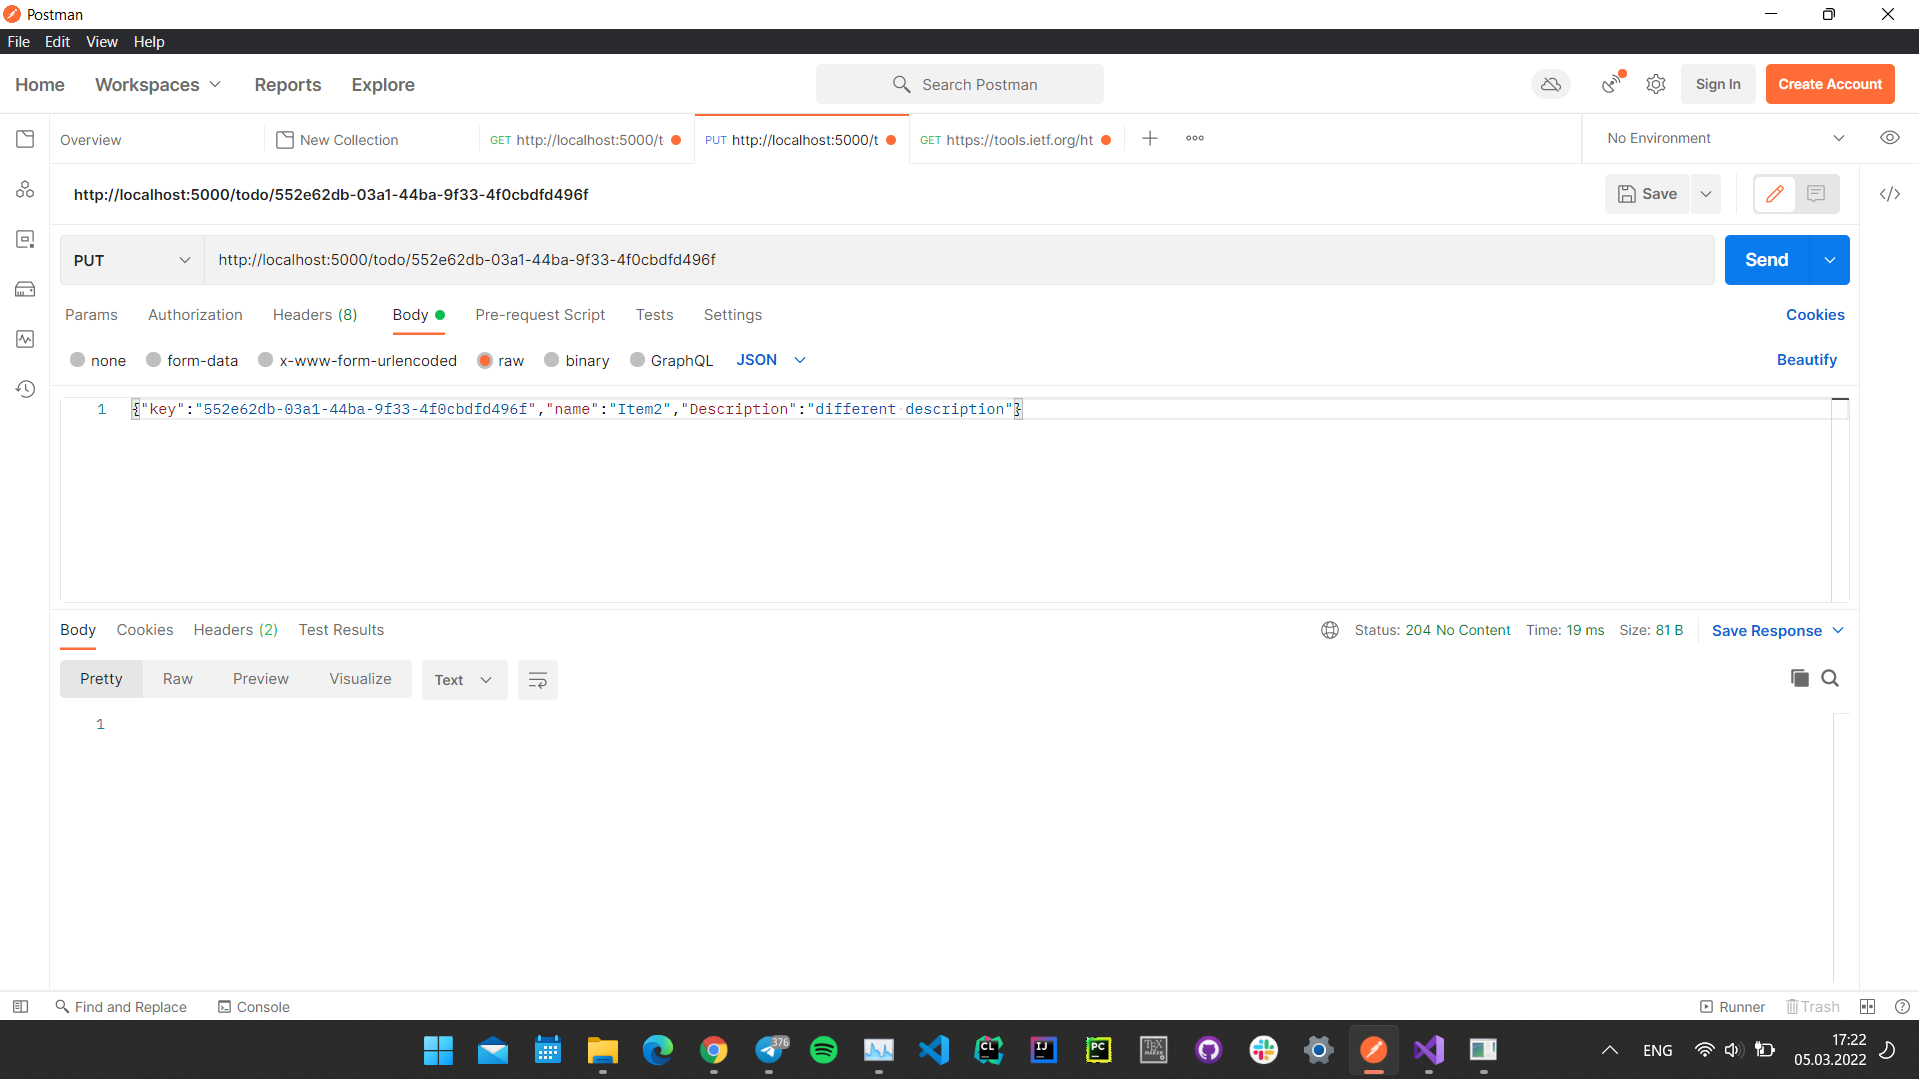 Postman
File Edit View Help
Home Workspaces Reports Explore Search Postman Sign In Create Account
Overview New Collection GET http://localhost:5000/t PUT http://localhost:5000/t GET https://tools.ietf.org/ht No Environment
http://localhost:5000/todo/552e62db-03a1-44ba-9f33-4f0cbdfd496f Save
PUT http://localhost:5000/todo/552e62db-03a1-44ba-9f33-4f0cbdfd496f Send
Params Authorization Headers (8) Body Pre-request Script Tests Settings Cookies
none form-data x-www-form-urlencoded raw binary GraphQL JSON Beautify
1 {"key":"552e62db-03a1-44ba-9f33-4f0cbdfd496f","name":"Item2","Description":"different description"}
Body Cookies Headers (2) Test Results Status: 204 No Content Time: 19 ms Size: 81 B Save Response
Pretty Raw Preview Visualize Text
1
Find and Replace Console Runner Trash
376 CL IJ PC TEX MAKER ENG 17:22
05.03.2022